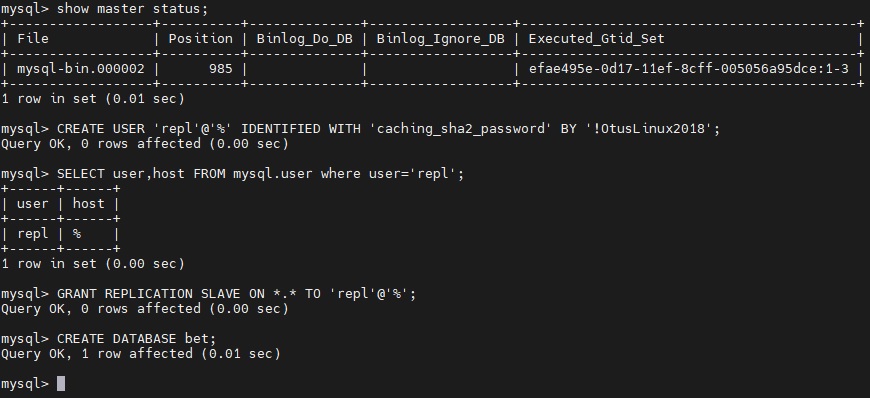 mysql> show master status;
+------------------+----------+--------------+------------------+------------------------------------------+
| File             | Position | Binlog_Do_DB | Binlog_Ignore_DB | Executed_Gtid_Set                        |
+------------------+----------+--------------+------------------+------------------------------------------+
| mysql-bin.000002 |      985 |              |                  | efae495e-0d17-11ef-8cff-005056a95dce:1-3 |
+------------------+----------+--------------+------------------+------------------------------------------+
1 row in set (0.01 sec)
mysql> CREATE USER 'repl'@'%' IDENTIFIED WITH 'caching_sha2_password' BY '!OtusLinux2018';
Query OK, 0 rows affected (0.00 sec)
mysql> SELECT user,host FROM mysql.user where user='repl';
+------+------+
| user | host |
+------+------+
| repl | %    |
+------+------+
1 row in set (0.00 sec)
mysql> GRANT REPLICATION SLAVE ON *.* TO 'repl'@'%';
Query OK, 0 rows affected (0.00 sec)
mysql> CREATE DATABASE bet;
Query OK, 1 row affected (0.01 sec)
mysql>